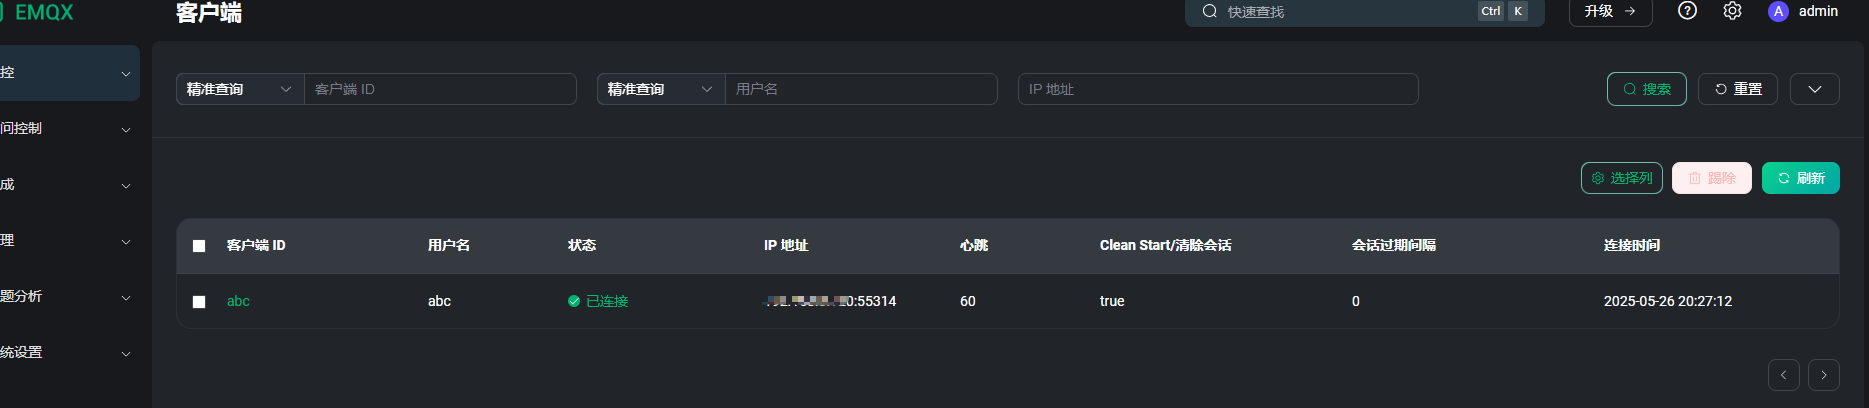 EMQX
客户端
快速查找
Ctrl K
升级 →
A admin
控
问控制
成
理
题分析
统设置
精准查询 客户端 ID
精准查询 用户名
IP 地址
搜索
重置
选择列
踢除
刷新
客户端 ID 用户名 状态 IP 地址 心跳 Clean Start/清除会话 会话过期间隔 连接时间
abc abc 已连接 0:55314 60 true 0 2025-05-26 20:27:12